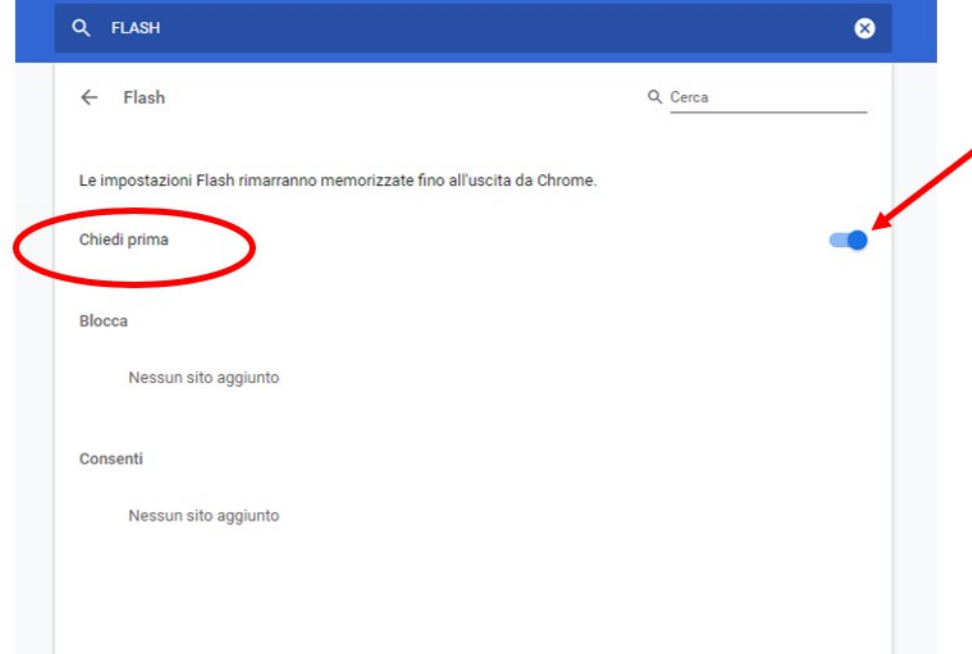 FLASH
Flash
Cerca
Le impostazioni Flash rimarranno memorizzate fino all'uscita da Chrome.
Chiedi prima
Blocca
Nessun sito aggiunto
Consenti
Nessun sito aggiunto